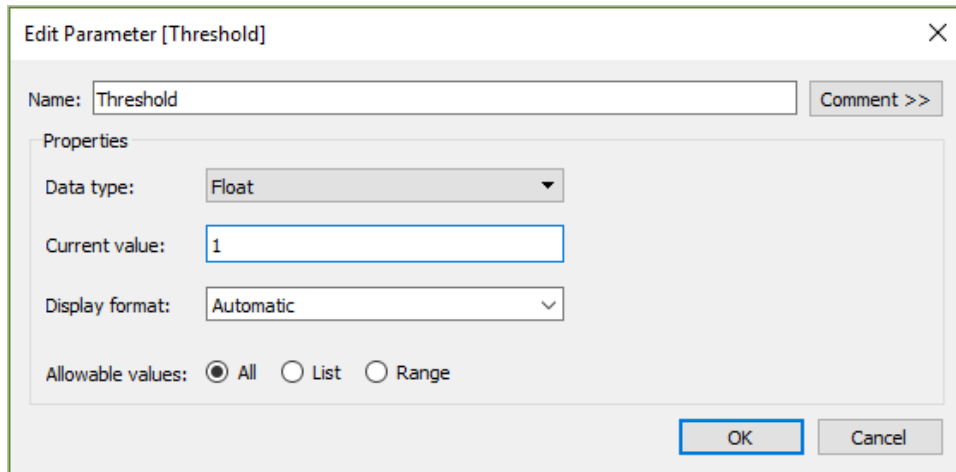 Edit Parameter [Threshold]
Name: Threshold Comment >>
Properties
Data type: Float
Current value: 1
Display format: Automatic
Allowable values: All List Range
OK Cancel